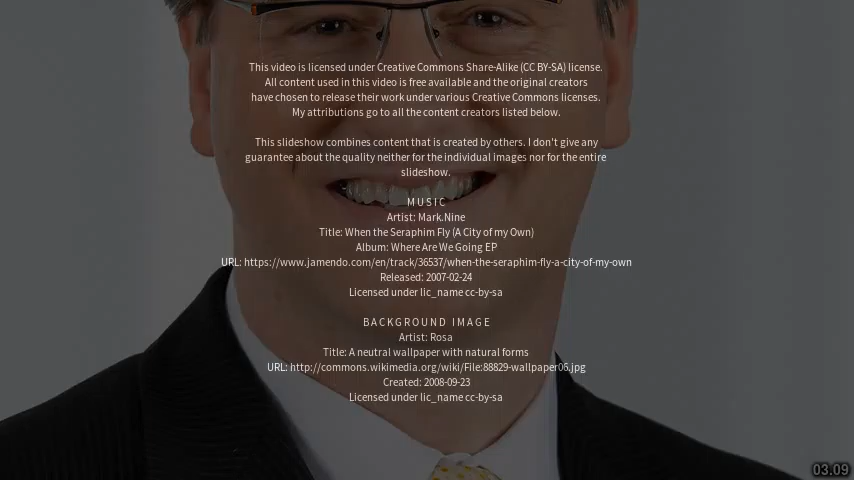 This video is licensed under Creative Commons Share-Alike (CC BY-SA) license.
All content used in this video is free available and the original creators
have chosen to release their work under various Creative Commons licenses.
My attributions go to all the content creators listed below.
This slideshow combines content that is created by others. I don't give any
guarantee about the quality neither for the individual images nor for the entire
slideshow.
MUSIC
Artist: Mark.Nine
Title: When the Seraphim Fly (A City of my Own)
Album: Where Are We Going EP
URL: https://www.jamendo.com/en/track/36537/when-the-seraphim-fly-a-city-of-my-own
Released: 2007-02-24
Licensed under lic_name cc-by-sa
BACKGROUND IMAGE
Artist: Rosa
Title: A neutral wallpaper with natural forms
URL: http://commons.wikimedia.org/wiki/File:88829-wallpaper06.jpg
Created: 2008-09-23
Licensed under lic_name cc-by-sa
03.09